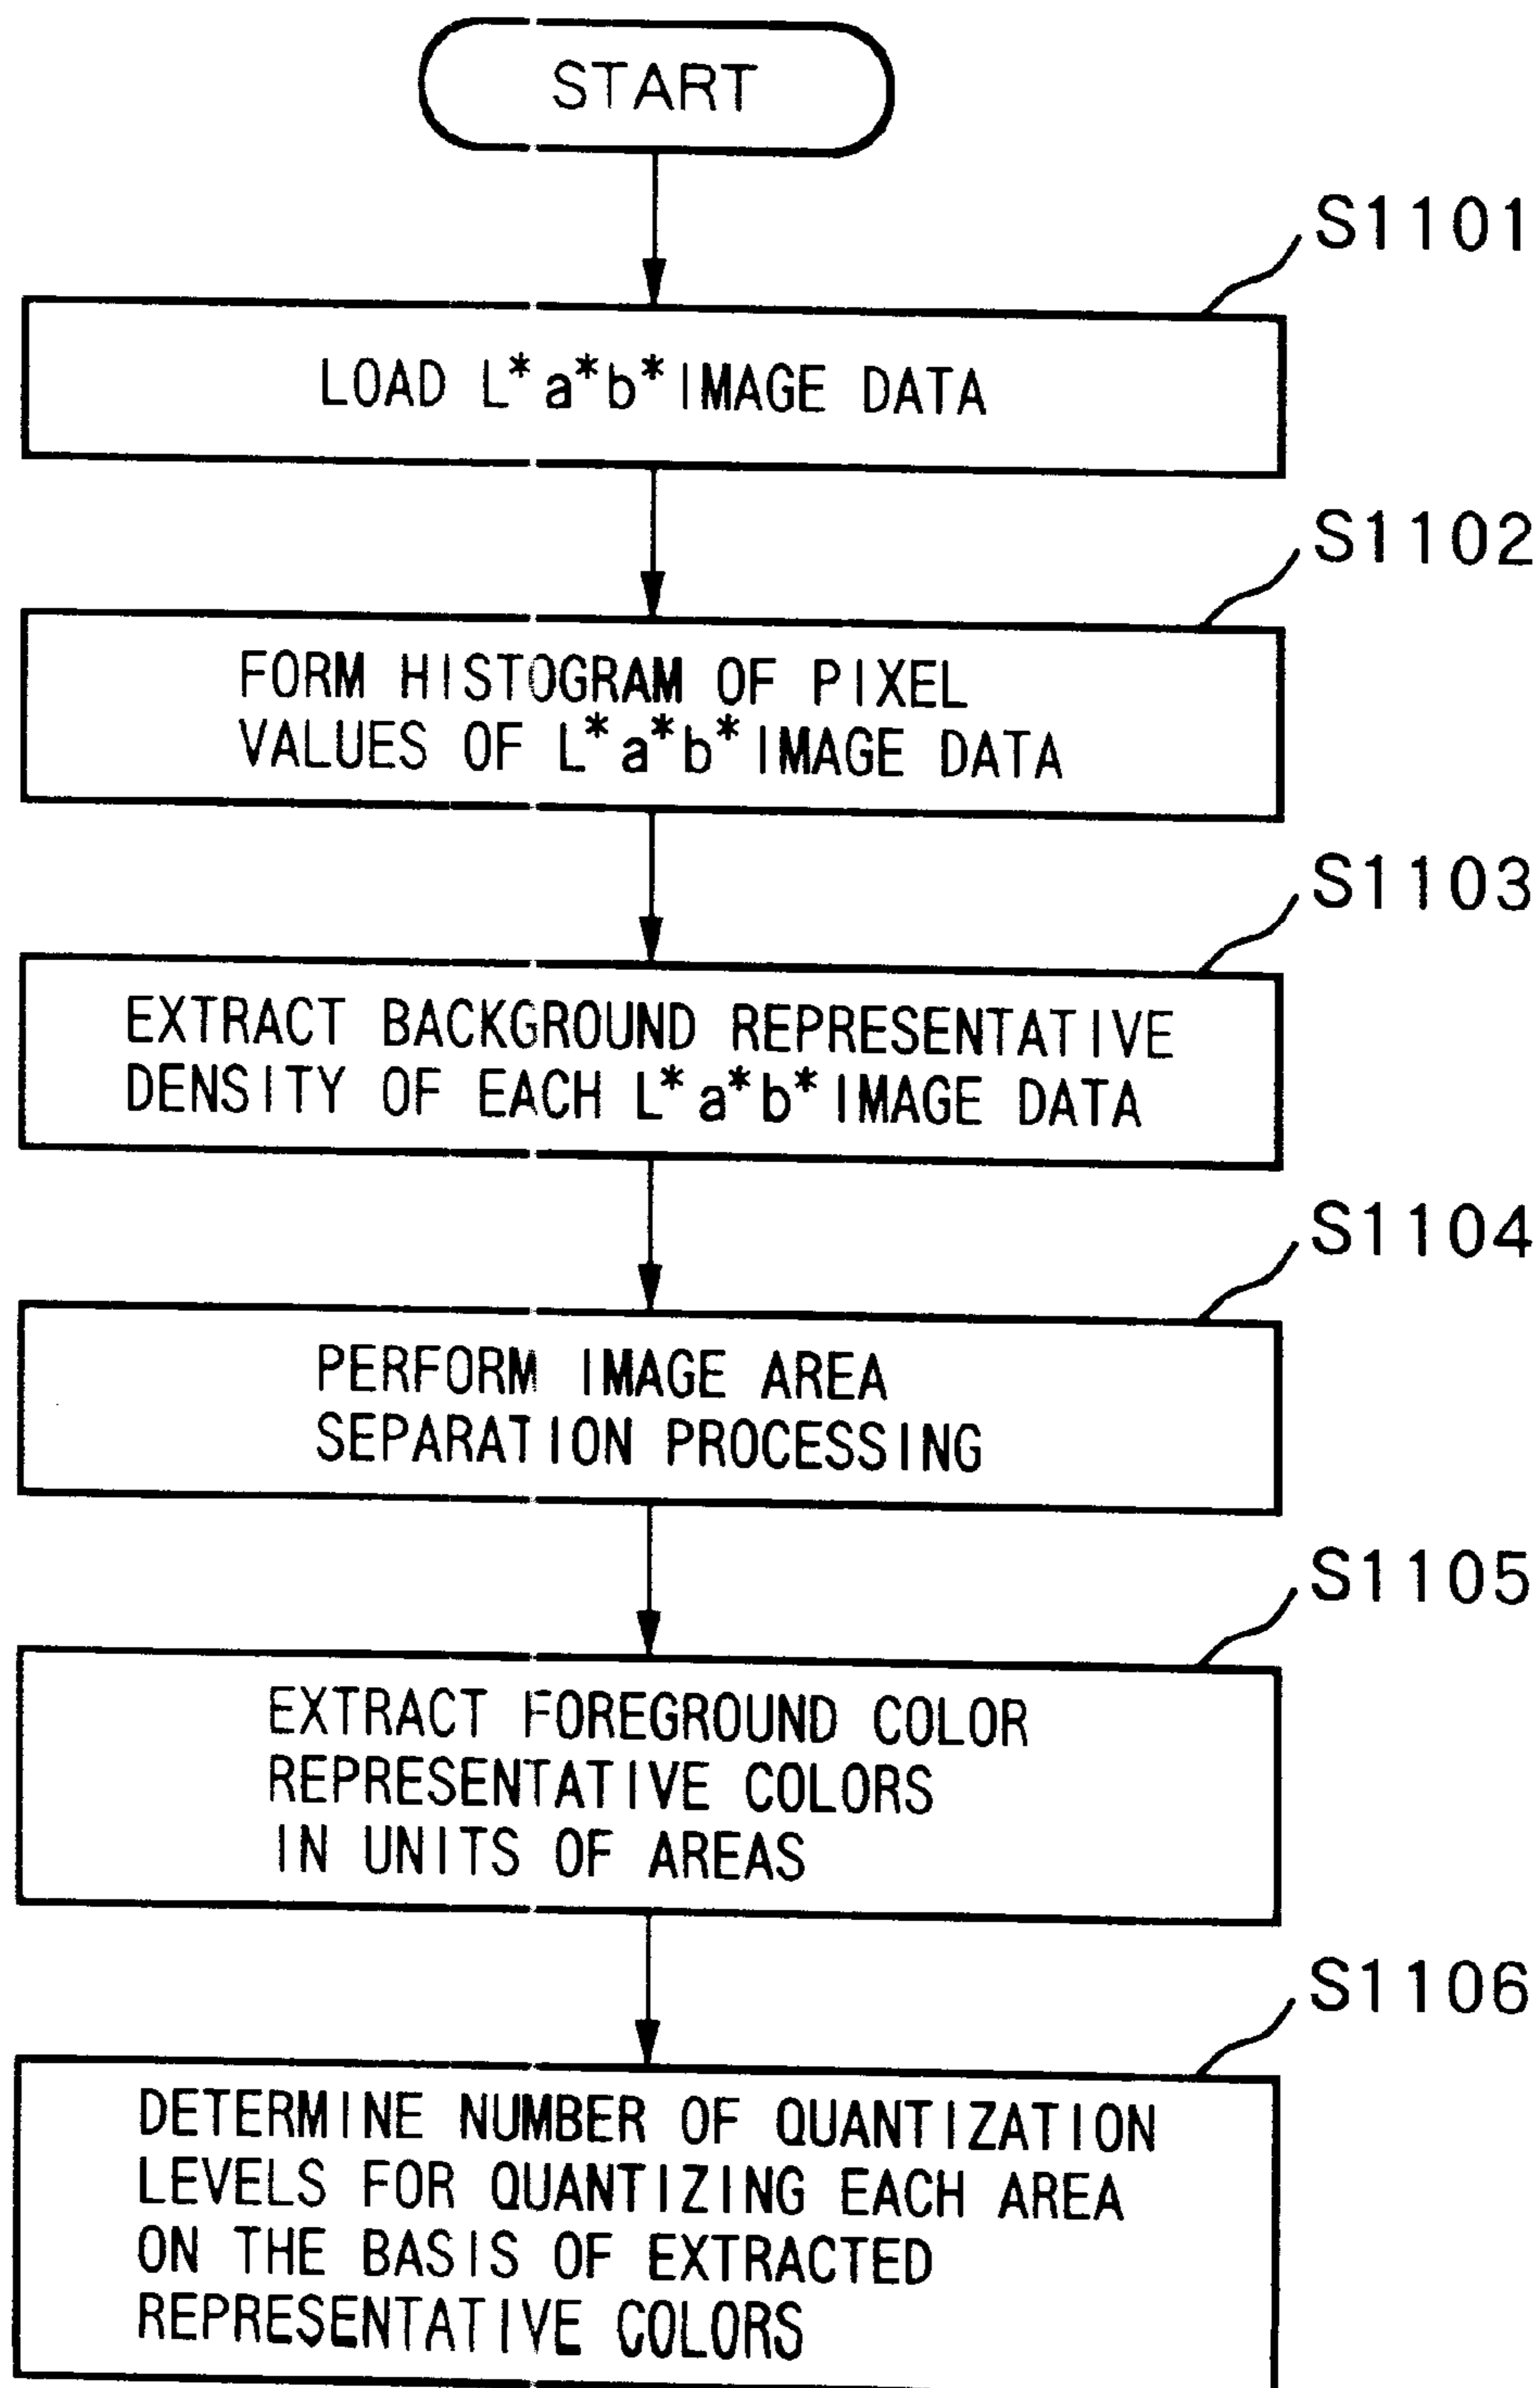 START
S1101
LOAD L*a*b* IMAGE DATA
S1102
FORM HISTOGRAM OF PIXEL
VALUES OF L*a*b* IMAGE DATA
S1103
EXTRACT BACKGROUND REPRESENTATIVE
DENSITY OF EACH L*a*b* IMAGE DATA
S1104
PERFORM IMAGE AREA
SEPARATION PROCESSING
S1105
EXTRACT FOREGROUND COLOR
REPRESENTATIVE COLORS
IN UNITS OF AREAS
S1106
DETERMINE NUMBER OF QUANTIZATION
LEVELS FOR QUANTIZING EACH AREA
ON THE BASIS OF EXTRACTED
REPRESENTATIVE COLORS